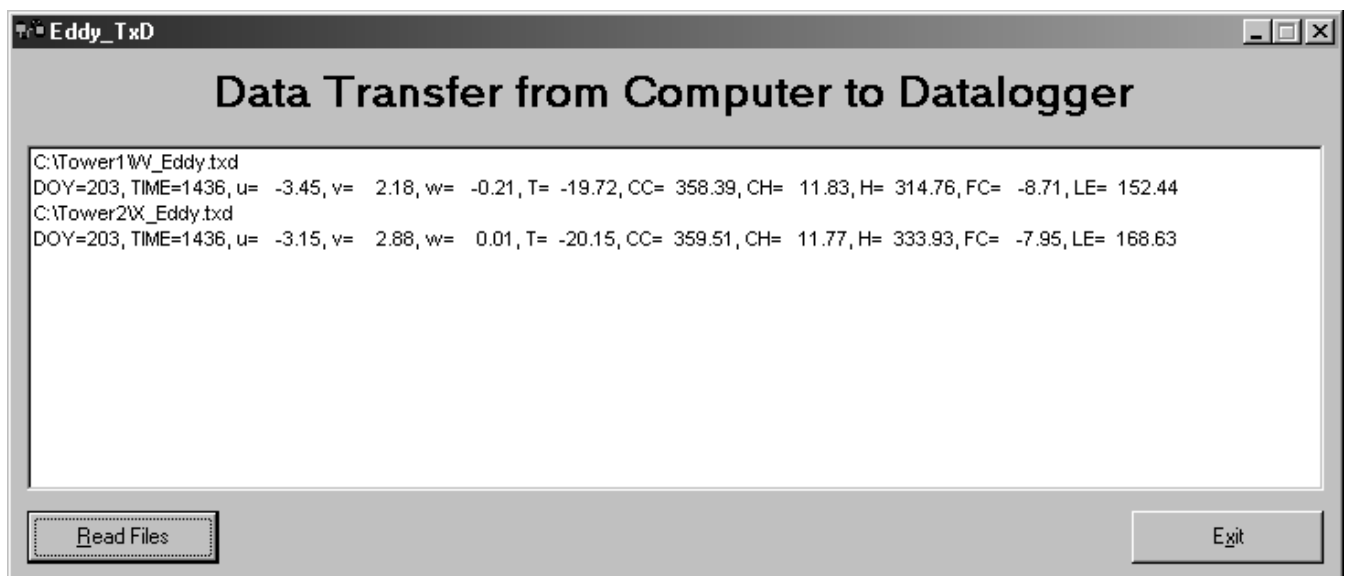 Eddy_TxD
Data Transfer from Computer to Datalogger
C:\Tower1\W_Eddy.txd
DOY=203, TIME=1436, u= -3.45, v= 2.18, w= -0.21, T= -19.72, CC= 358.39, CH= 11.83, H= 314.76, FC= -8.71, LE= 152.44
C:\Tower2\X_Eddy.txd
DOY=203, TIME=1436, u= -3.15, v= 2.88, w= 0.01, T= -20.15, CC= 359.51, CH= 11.77, H= 333.93, FC= -7.95, LE= 168.63
Read Files
Exit